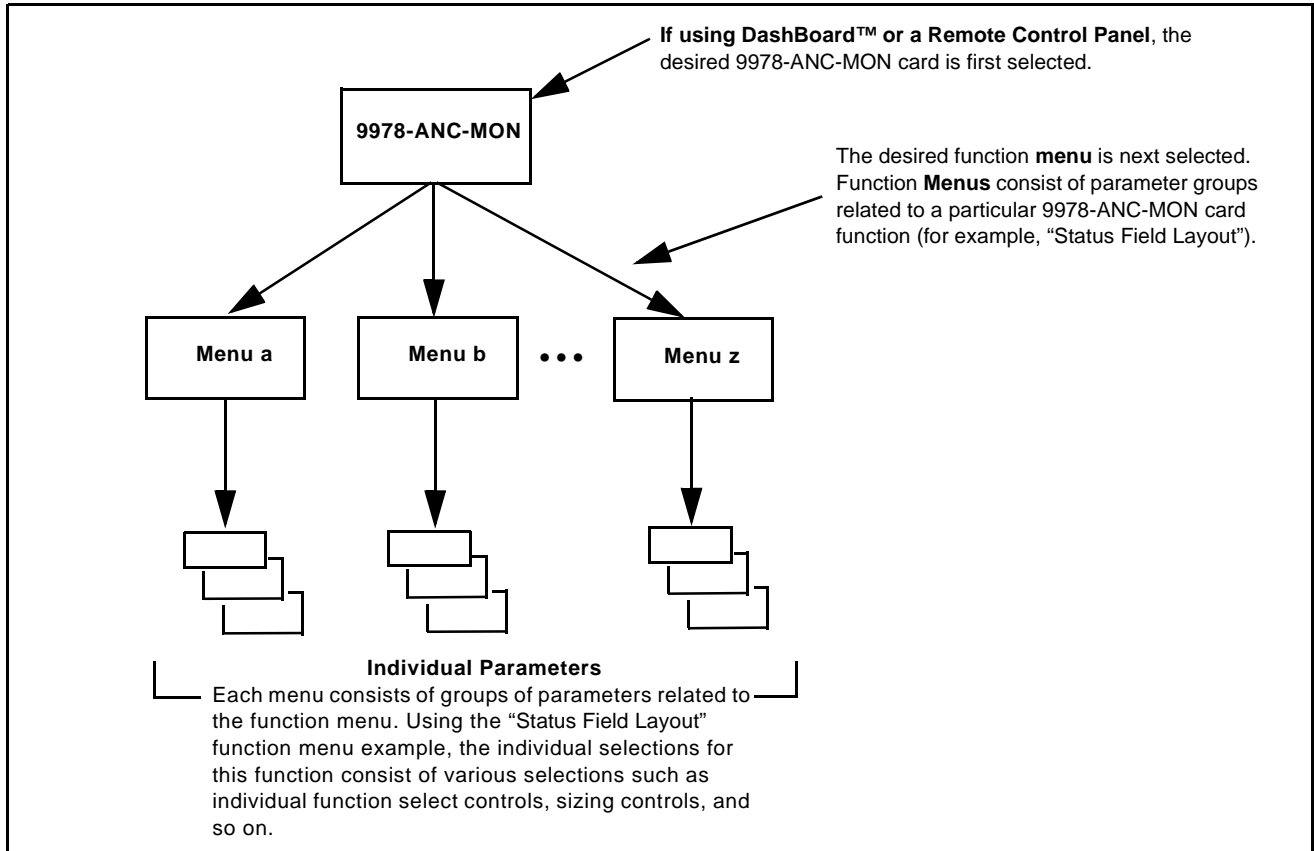 If using DashBoard™ or a Remote Control Panel, the
desired 9978-ANC-MON card is first selected.
9978-ANC-MON
The desired function menu is next selected.
Function Menus consist of parameter groups
related to a particular 9978-ANC-MON card
function (for example, “Status Field Layout”).
Menu a
Menu b
• • •
Menu z
Individual Parameters
Each menu consists of groups of parameters related to
the function menu. Using the “Status Field Layout”
function menu example, the individual selections for
this function consist of various selections such as
individual function select controls, sizing controls, and
so on.